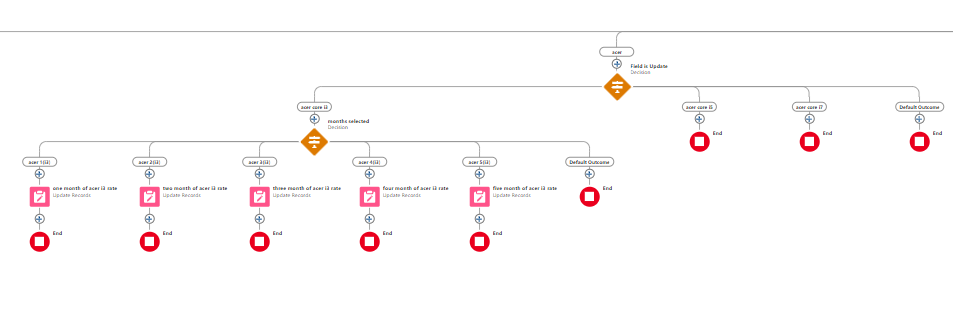 acer
Field is Update
Decision
acer core i3
acer core i5
acer core i7
Default Outcome
months selected
Decision
End
End
End
acer 1(i3)
acer 2(i3)
acer 3(i3)
acer 4(i3)
acer 5(i3)
Default Outcome
one month of acer i3 rate
Update Records
two month of acer i3 rate
Update Records
three month of acer i3 rate
Update Records
four month of acer i3 rate
Update Records
five month of acer i3 rate
Update Records
End
End
End
End
End
End